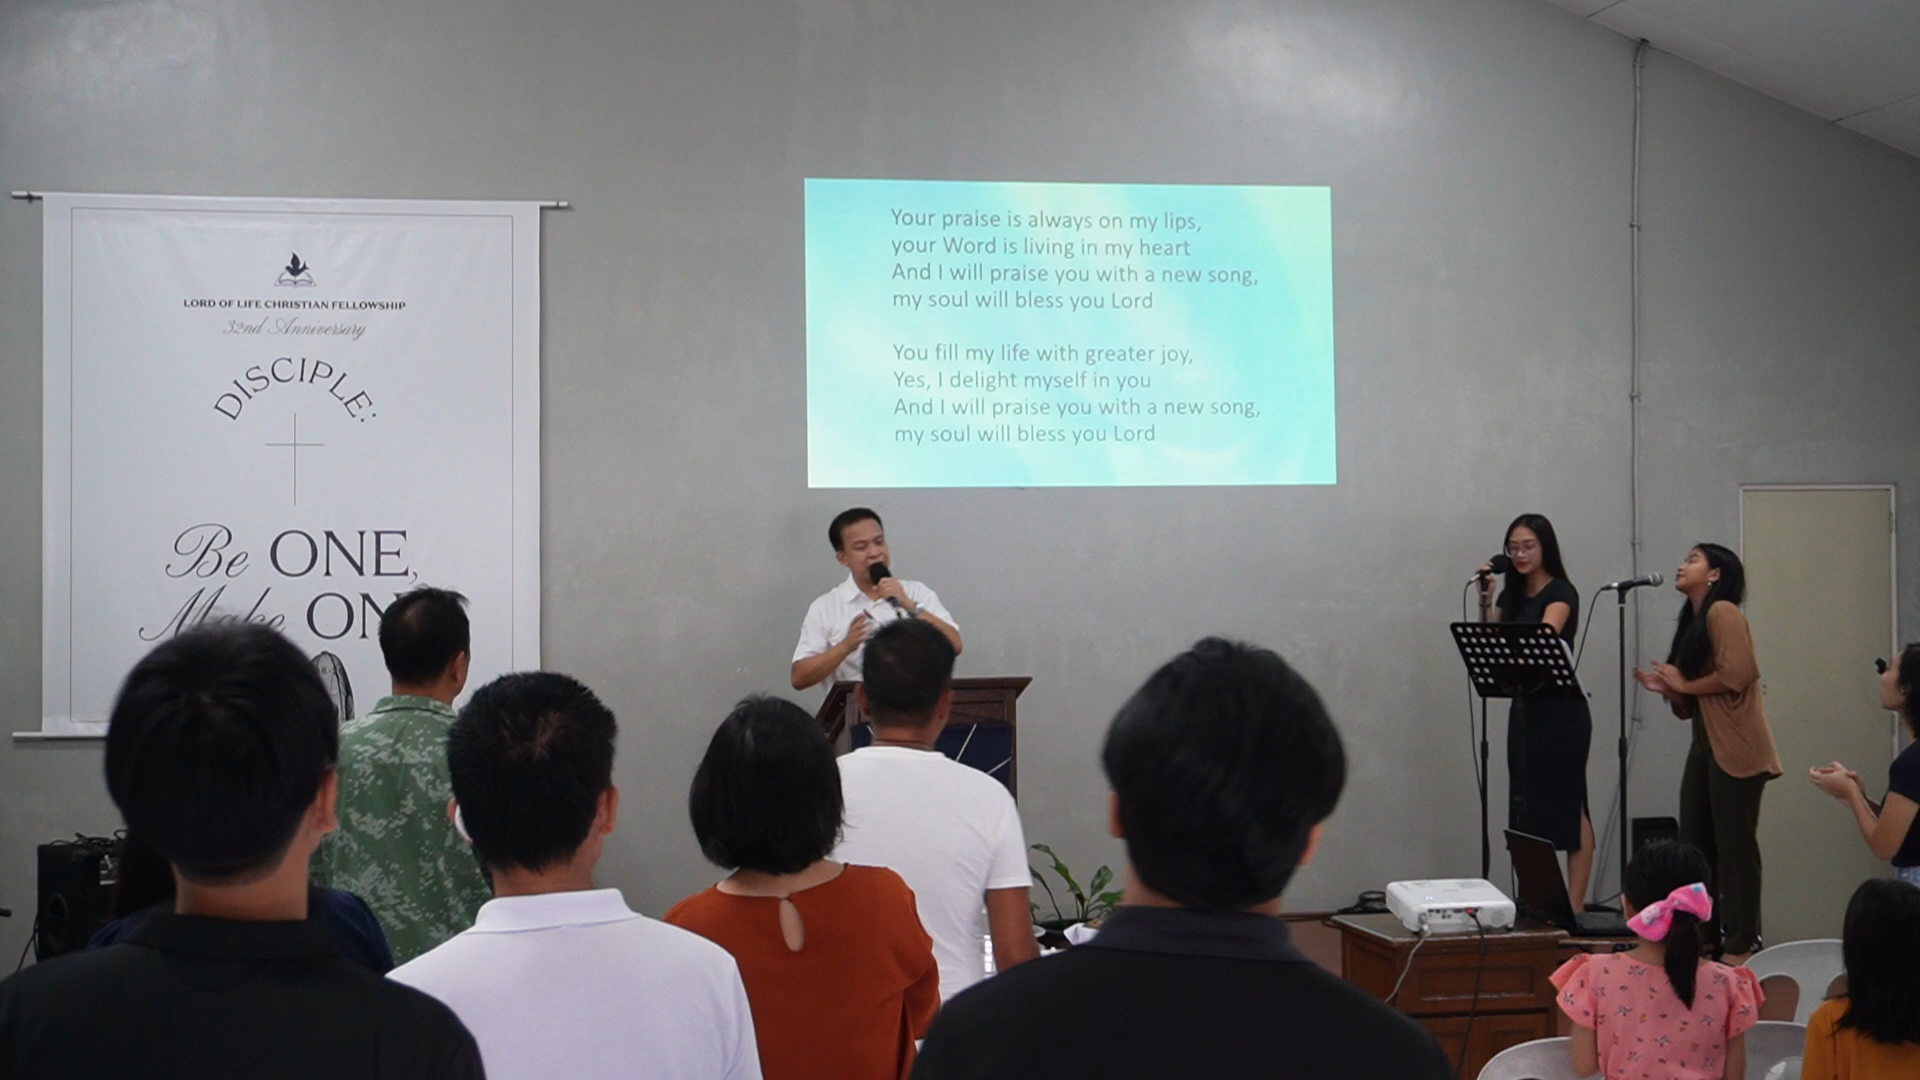 LORD OF LIFE CHRISTIAN FELLOWSHIP
32nd Anniversary
DISCIPLE:
Be ONE,
Make ON
Your praise is always on my lips,
your Word is living in my heart
And I will praise you with a new song,
my soul will bless you Lord
You fill my life with greater joy,
Yes, I delight myself in you
And I will praise you with a new song,
my soul will bless you Lord